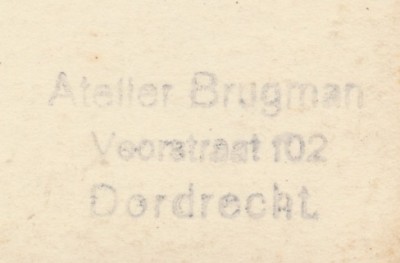 Atelier Brugman
Voorstraat 102
Dordrecht.